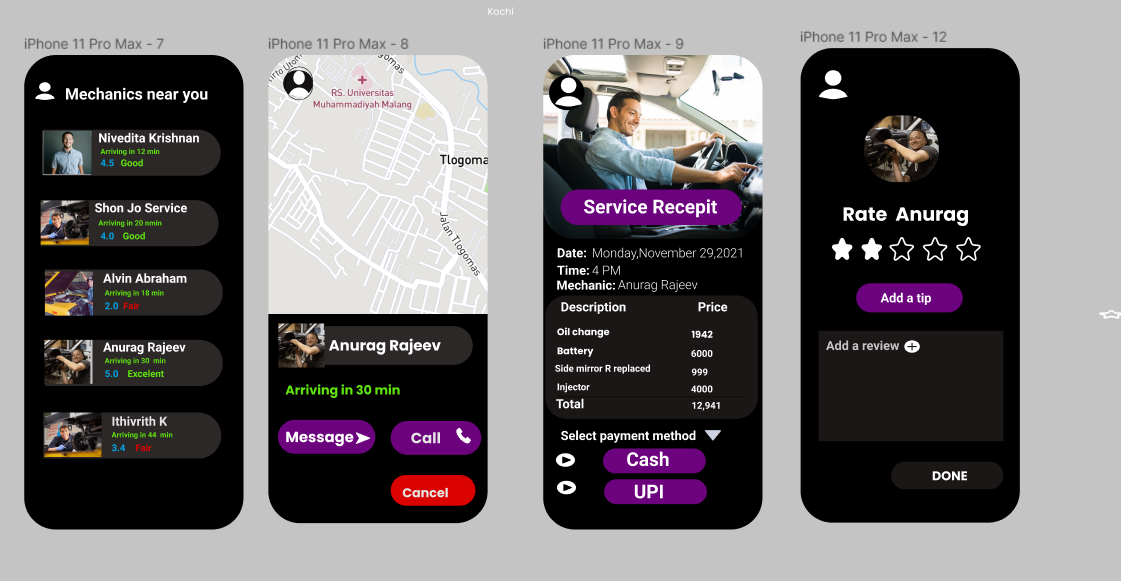 Kochi
iPhone 11 Pro Max - 7
Mechanics near you
Nivedita Krishnan
Arriving in 12 min
4.5 Good
Shon Jo Service
Arriving in 20 nmin
4.0 Good
Alvin Abraham
Arriving in 18 min
2.0 Fair
Anurag Rajeev
Arriving in 30 min
5.0 Excelent
Ithivrith K
Arriving in 44 min
3.4 Fair
iPhone 11 Pro Max - 8
RS. Universitas
Muhammadiyah Malang
Tlogoma
Jalan Tlogomas
Anurag Rajeev
Arriving in 30 min
Message
Call
Cancel
iPhone 11 Pro Max - 9
Service Recepit
Date: Monday,November 29,2021
Time: 4 PM
Mechanic: Anurag Rajeev
Description Price
Oil change 1942
Battery 6000
Side mirror R replaced 999
Injector 4000
Total 12,941
Select payment method
Cash
UPI
iPhone 11 Pro Max - 12
Rate Anurag
Add a tip
Add a review
DONE